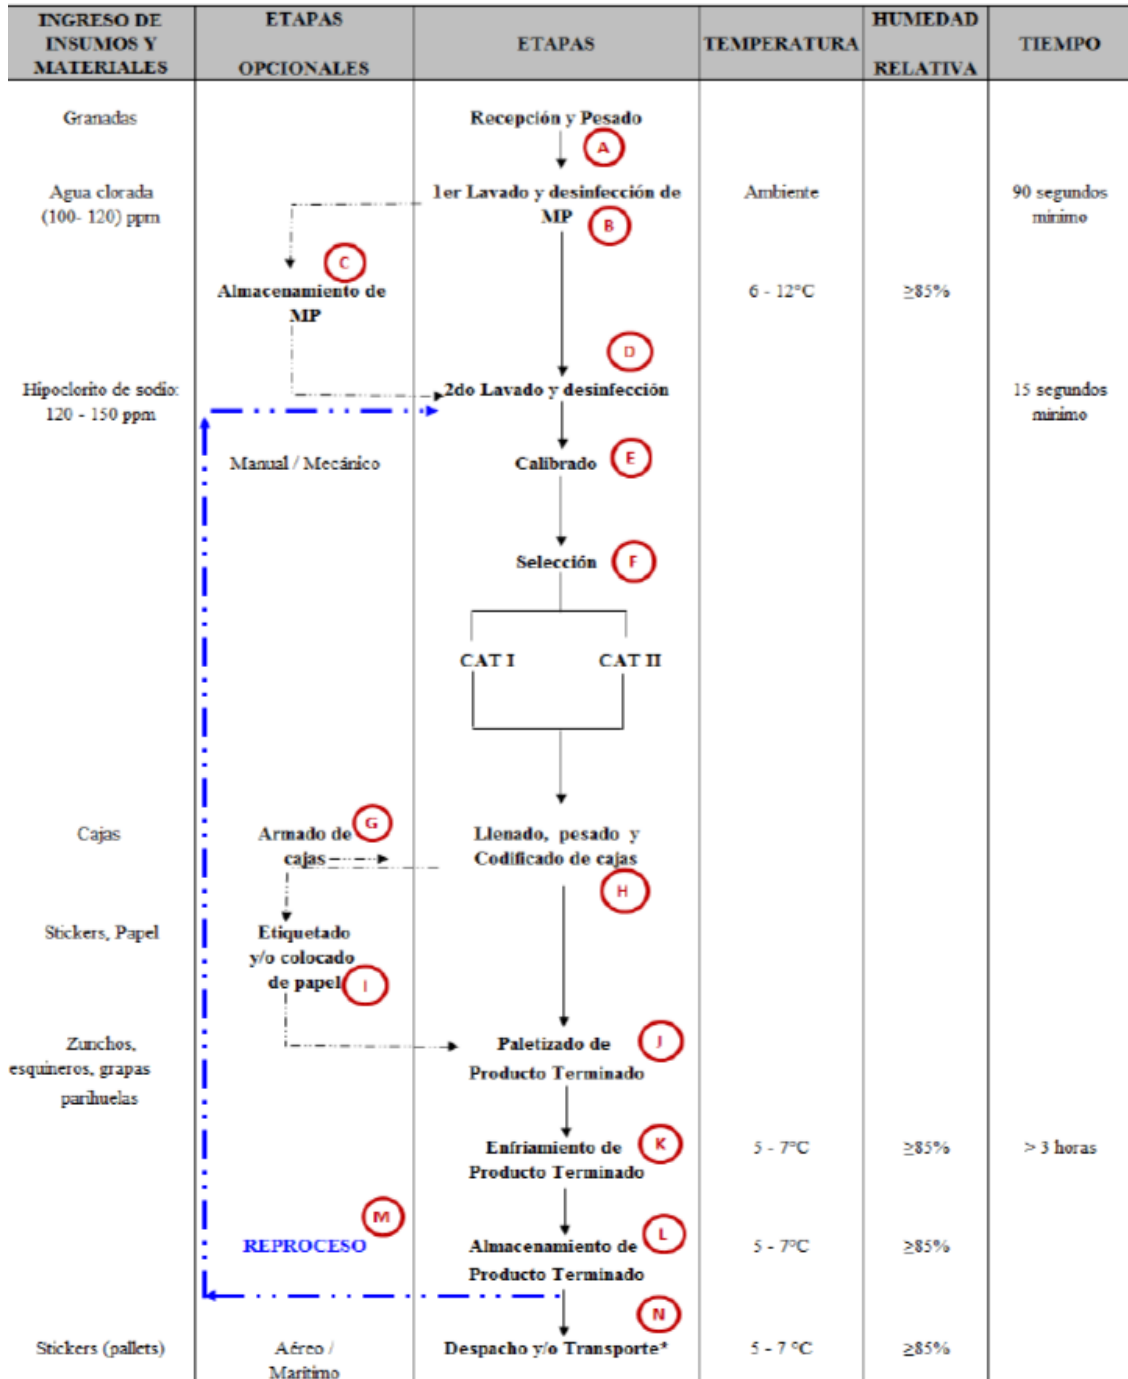 INGRESO DE
INSUMOS Y
MATERIALES
ETAPAS
OPCIONALES
ETAPAS
TEMPERATURA
HUMEDAD
RELATIVA
TIEMPO
Granadas
Recepción y Pesado
A
Agua clorada
(100- 120) ppm
1er Lavado y desinfección de
MP
B
Ambiente
90 segundos
mínimo
C
Almacenamiento de
MP
6 - 12°C
≥85%
D
Hipoclorito de sodio:
120 - 150 ppm
2do Lavado y desinfección
15 segundos
mínimo
Manual / Mecánico
Calibrado
E
Selección
F
CAT I
CAT II
Cajas
Armado de
cajas
G
Llenado, pesado y
Codificado de cajas
H
Stickers, Papel
Etiquetado
y/o colocado
de papel
I
Zunchos,
esquineros, grapas
parihuelas
Paletizado de
Producto Terminado
J
Enfriamiento de
Producto Terminado
K
5 - 7°C
≥85%
> 3 horas
M
REPROCESO
Almacenamiento de
Producto Terminado
L
5 - 7°C
≥85%
N
Stickers (pallets)
Aéreo /
Marítimo
Despacho y/o Transporte*
5 - 7 °C
≥85%